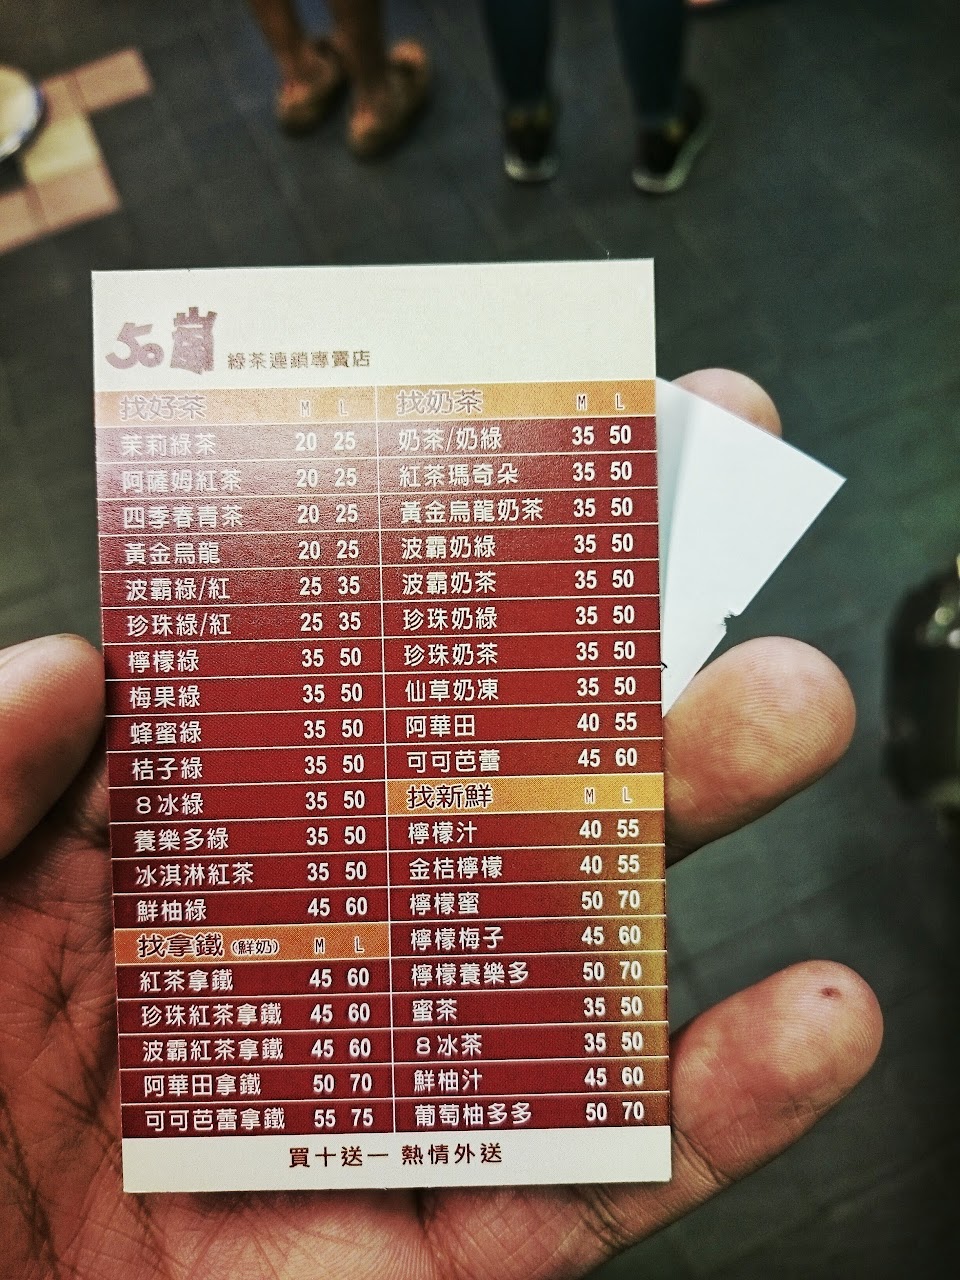 50嵐 綠茶連鎖專賣店
找好茶 M L
茉莉綠茶 20 25
阿薩姆紅茶 20 25
四季春青茶 20 25
黃金烏龍 20 25
波霸綠/紅 25 35
珍珠綠/紅 25 35
檸檬綠 35 50
梅果綠 35 50
蜂蜜綠 35 50
桔子綠 35 50
8冰綠 35 50
養樂多綠 35 50
冰淇淋紅茶 35 50
鮮柚綠 45 60
找拿鐵(鮮奶) M L
紅茶拿鐵 45 60
珍珠紅茶拿鐵 45 60
波霸紅茶拿鐵 45 60
阿華田拿鐵 50 70
可可芭蕾拿鐵 55 75
找奶茶 M L
奶茶/奶綠 35 50
紅茶瑪奇朵 35 50
黃金烏龍奶茶 35 50
波霸奶綠 35 50
波霸奶茶 35 50
珍珠奶綠 35 50
珍珠奶茶 35 50
仙草奶凍 35 50
阿華田 40 55
可可芭蕾 45 60
找新鮮 M L
檸檬汁 40 55
金桔檸檬 40 55
檸檬蜜 50 70
檸檬梅子 45 60
檸檬養樂多 50 70
蜜茶 35 50
8冰茶 35 50
鮮柚汁 45 60
葡萄柚多多 50 70
買十送一 熱情外送